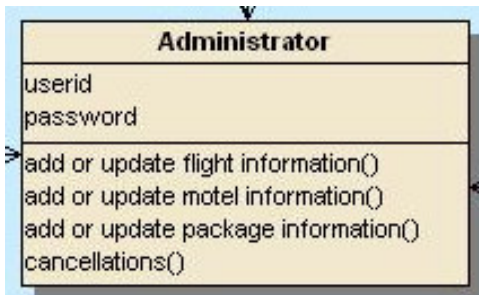 Administrator
userid
password
add or update flight information()
add or update motel information()
add or update package information()
cancellations()